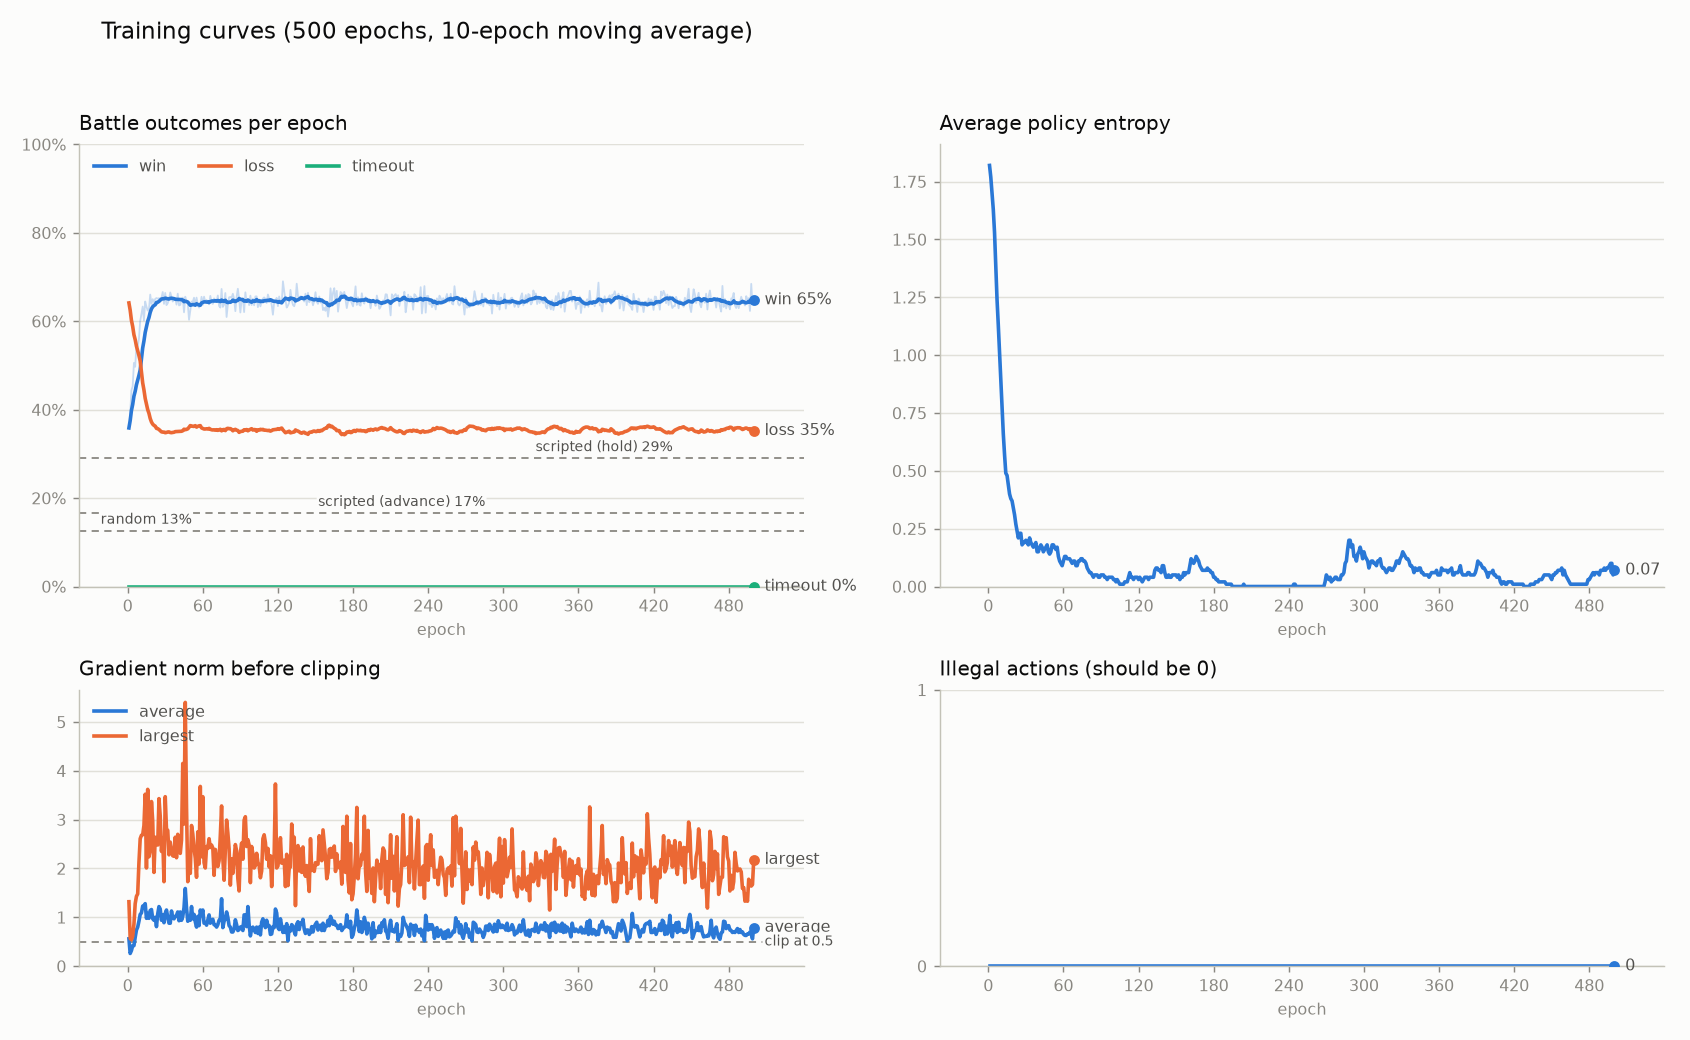 Training curves (500 epochs, 10-epoch moving average)
Battle outcomes per epoch
100%
80%
60%
40%
20%
0%
win
loss
timeout
win 65%
loss 35%
scripted (hold) 29%
scripted (advance) 17%
random 13%
timeout 0%
0 60 120 180 240 300 360 420 480
epoch
Average policy entropy
1.75
1.50
1.25
1.00
0.75
0.50
0.25
0.00
0.07
0 60 120 180 240 300 360 420 480
epoch
Gradient norm before clipping
5
4
3
2
1
0
average
largest
largest
average
clip at 0.5
0 60 120 180 240 300 360 420 480
epoch
Illegal actions (should be 0)
1
0
0
0 60 120 180 240 300 360 420 480
epoch